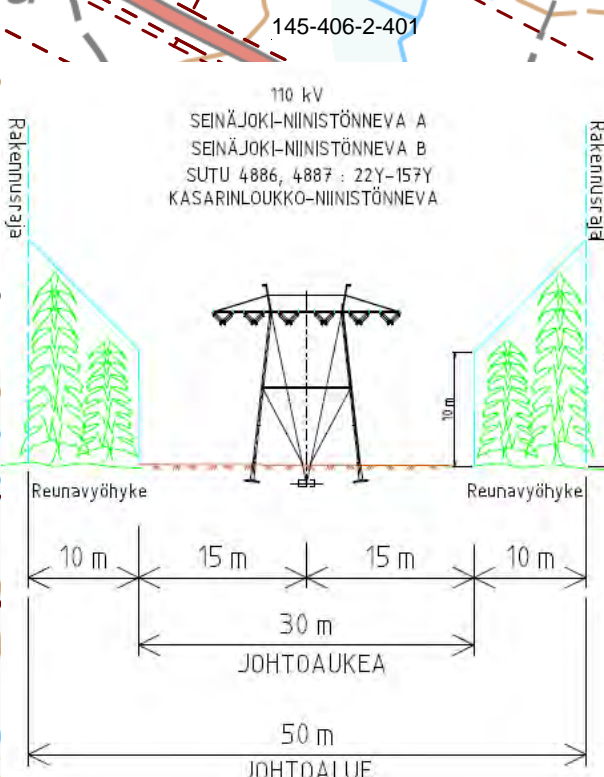 145-406-2-401
110 kV
SEINÄJOKI-NIINISTÖNNEVA A
SEINÄJOKI-NIINISTÖNNEVA B
SUTU 4886, 4887 : 22Y-157Y
KASARINLOUKKO-NIINISTÖNNEVA
Rakennusraja
Rakennusraja
10m
Reunavyöhyke
Reunavyöhyke
10 m
15 m
15 m
10 m
30 m
JOHTOAUKEA
50 m
JOHTOALUE